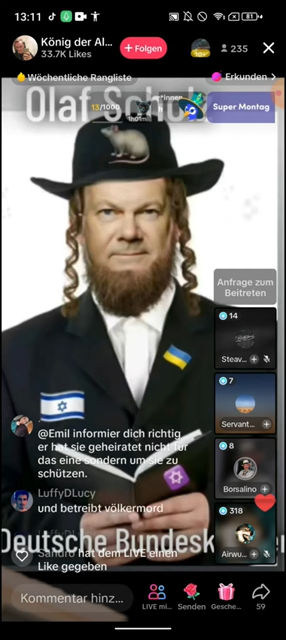 13:11
81
König der Al...
33.7K Likes
+ Folgen
235
Wöchentliche Rangliste
Erkunden >
Olaf Scholz
13/1000
Super Montag
Anfrage zum
Beitreten
14
Steav...
7
Servant...
8
Borsalino
318
Airwu...
@Emil informier dich richtig
er hat sie geheiratet nicht für
das eine sondern um sie zu
schützen.
LuffyDLucy
und betreibt völkermord
Deutsche Bundesk
Sandro hat dem LIVE einen
Like gegeben
Kommentar hinz...
LIVE mi...
Senden
Gesche...
59